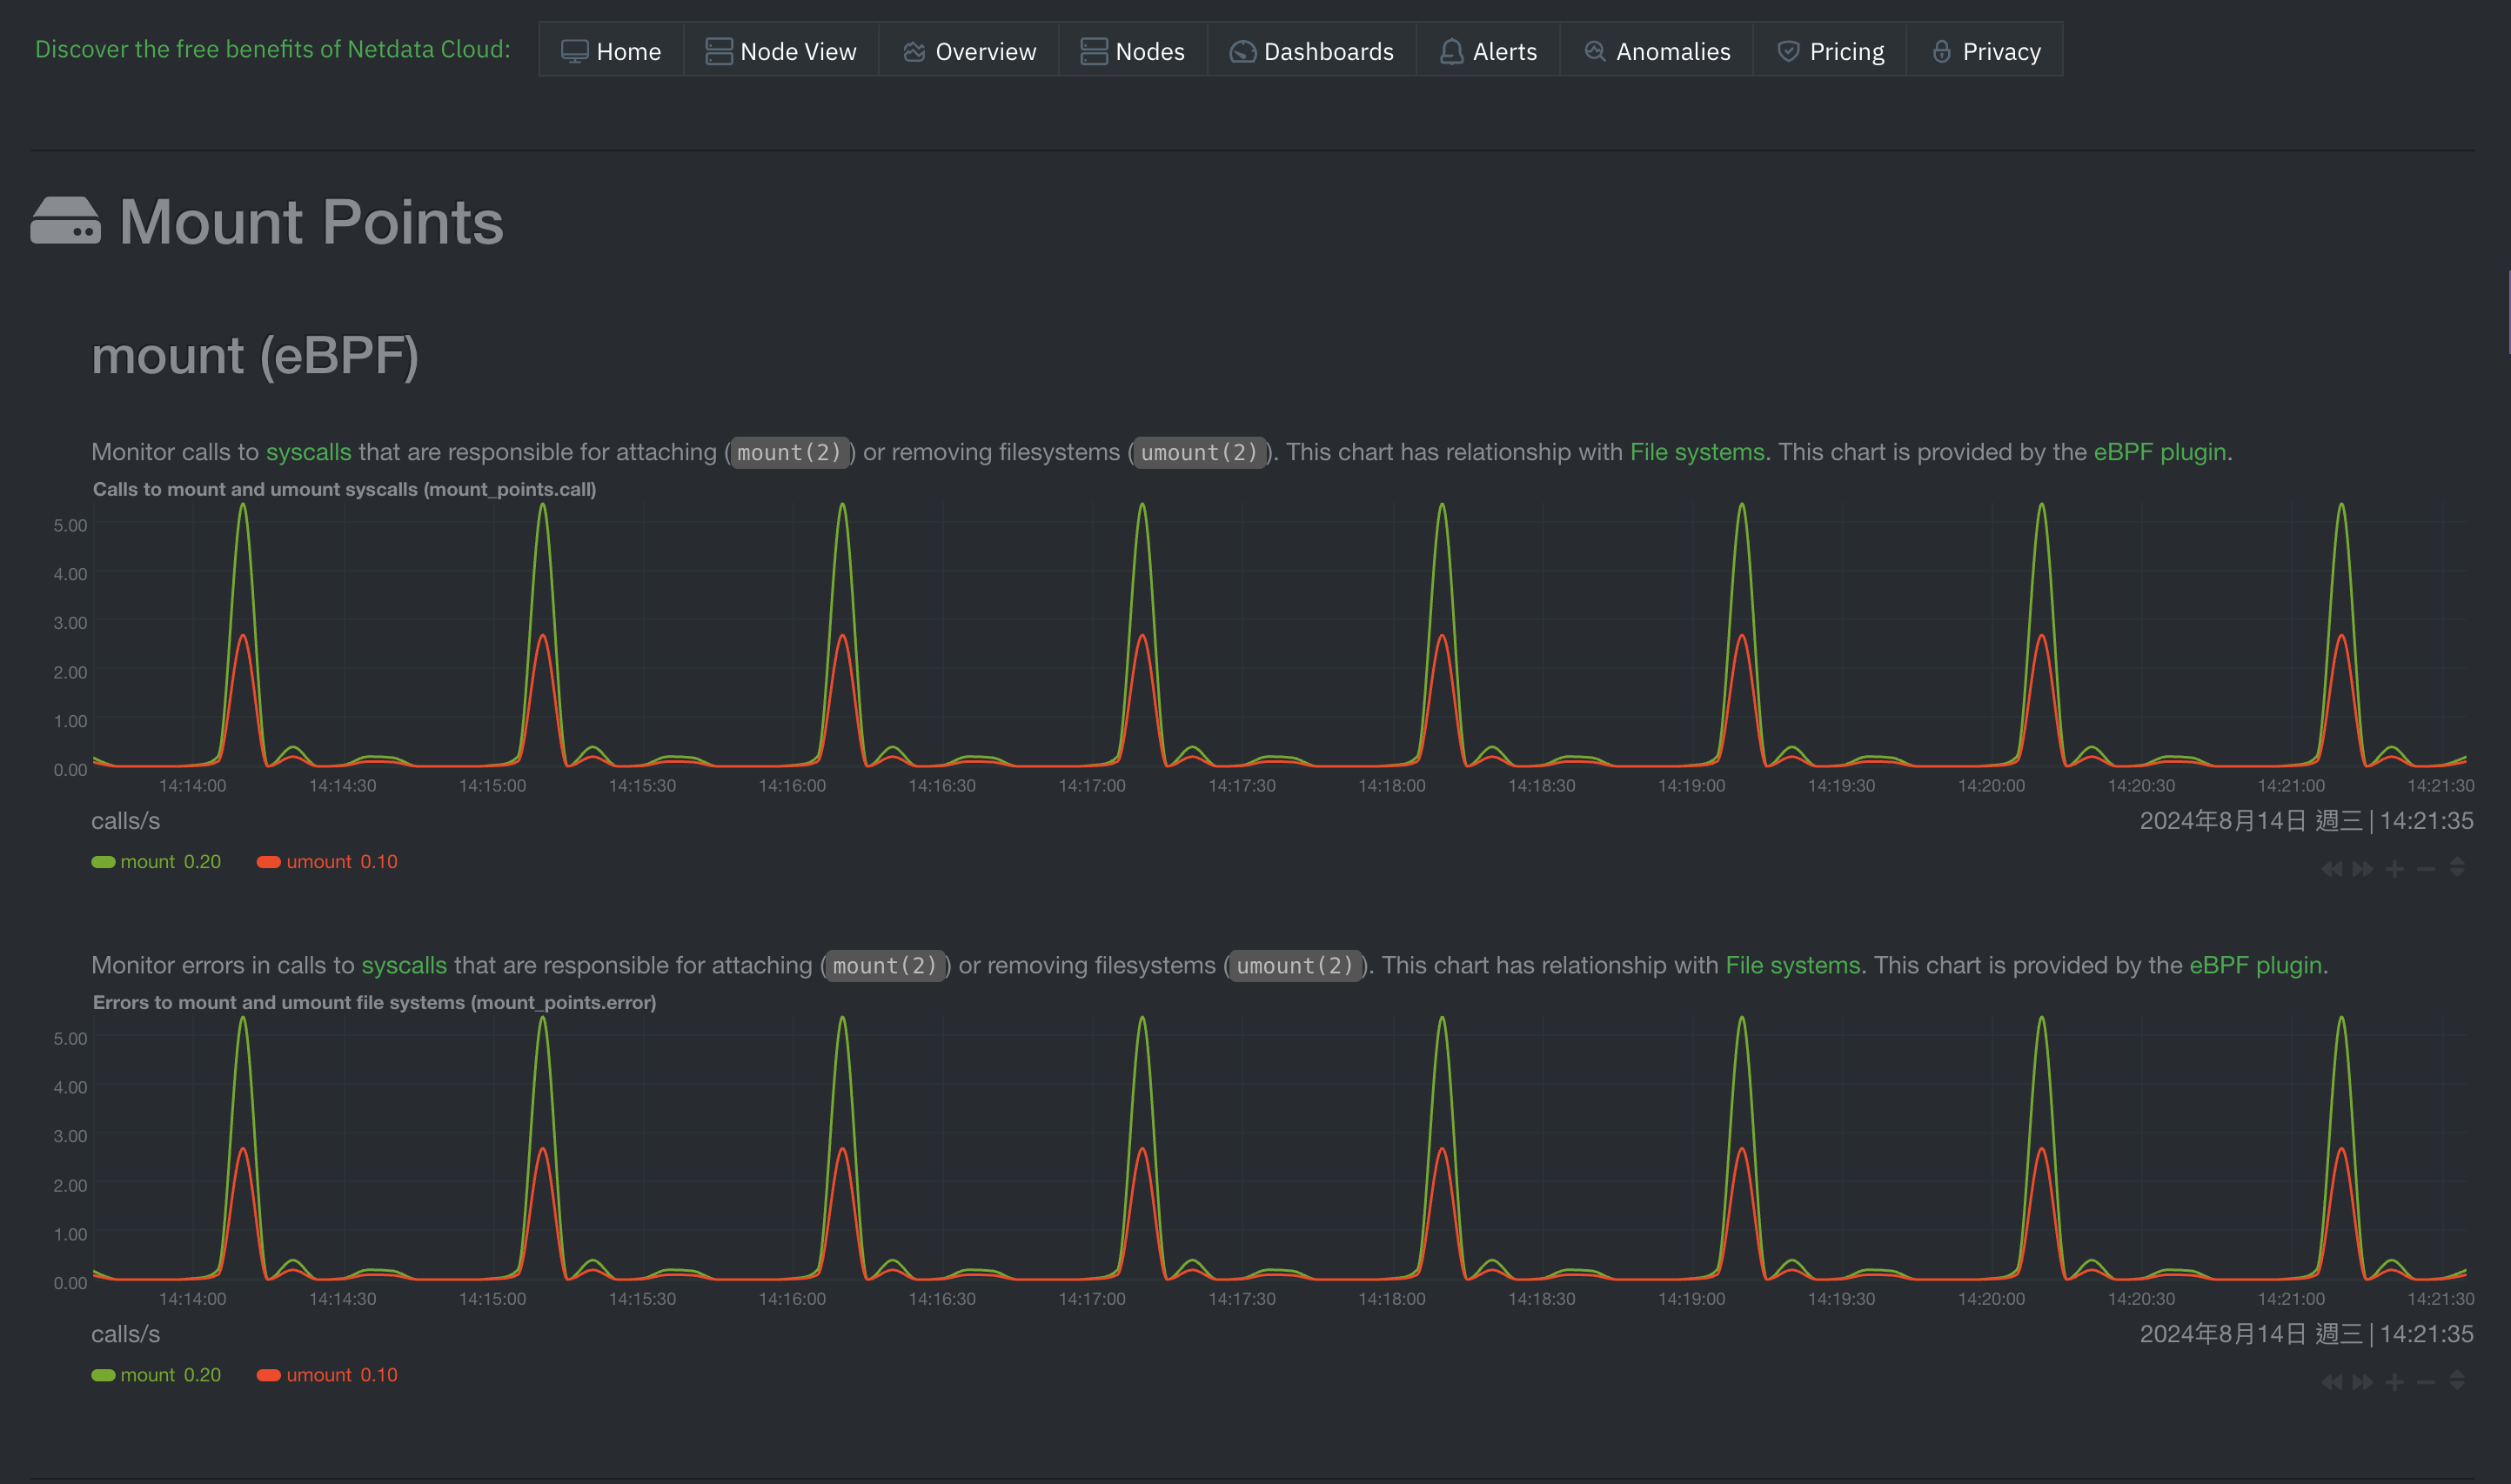 Discover the free benefits of Netdata Cloud: Home Node View Overview Nodes Dashboards Alerts Anomalies Pricing Privacy
Mount Points
mount (eBPF)
Monitor calls to syscalls that are responsible for attaching (mount(2)) or removing filesystems (umount(2)). This chart has relationship with File systems. This chart is provided by the eBPF plugin.
Calls to mount and umount syscalls (mount_points.call)
5.00
4.00
3.00
2.00
1.00
0.00
14:14:00 14:14:30 14:15:00 14:15:30 14:16:00 14:16:30 14:17:00 14:17:30 14:18:00 14:18:30 14:19:00 14:19:30 14:20:00 14:20:30 14:21:00 14:21:30
calls/s 2024年8月14日 週三 | 14:21:35
mount 0.20 umount 0.10
Monitor errors in calls to syscalls that are responsible for attaching (mount(2)) or removing filesystems (umount(2)). This chart has relationship with File systems. This chart is provided by the eBPF plugin.
Errors to mount and umount file systems (mount_points.error)
5.00
4.00
3.00
2.00
1.00
0.00
14:14:00 14:14:30 14:15:00 14:15:30 14:16:00 14:16:30 14:17:00 14:17:30 14:18:00 14:18:30 14:19:00 14:19:30 14:20:00 14:20:30 14:21:00 14:21:30
calls/s 2024年8月14日 週三 | 14:21:35
mount 0.20 umount 0.10